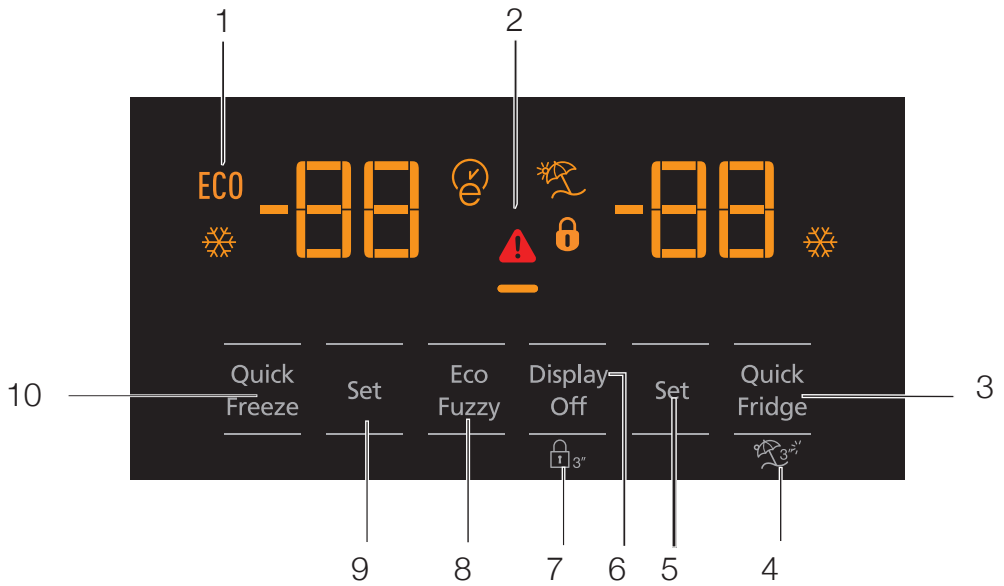 1
2
ECO
-88
e
-88
Quick
Freeze
Set
Eco
Fuzzy
Display
Off
Set
Quick
Fridge
3"
3"
10
3
9
8
7
6
5
4